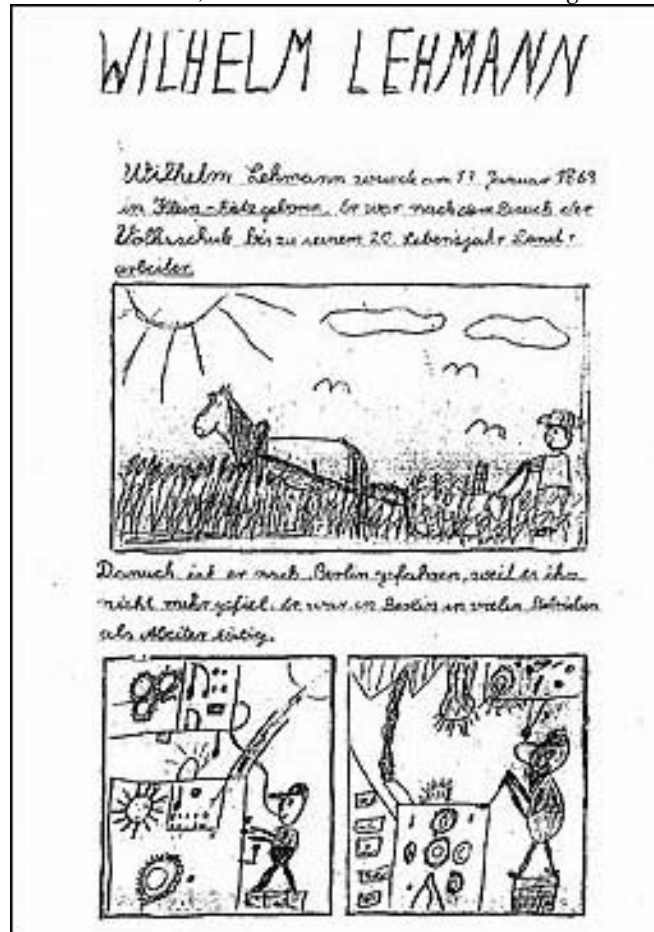 WILHELM LEHMANN
Wilhelm Lehmann wurde am Januar 1869
in Klein- geboren. Er war nach dem Besuch der
Volksschule bis zu seinem 20. Lebensjahr Land-
arbeiter.
Danach ist er nach Berlin gefahren, weil es ihm
nicht mehr gefiel. Er war in Berlin in vielen Betrieben
als Arbeiter tätig.